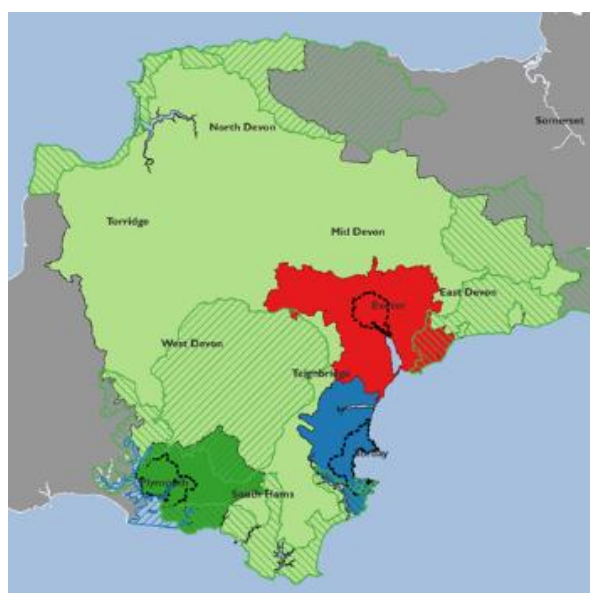 Somerset
North Devon
Torridge
Mid Devon
East Devon
Exeter
West Devon
Teignbridge
Torbay
Plymouth
South Hams